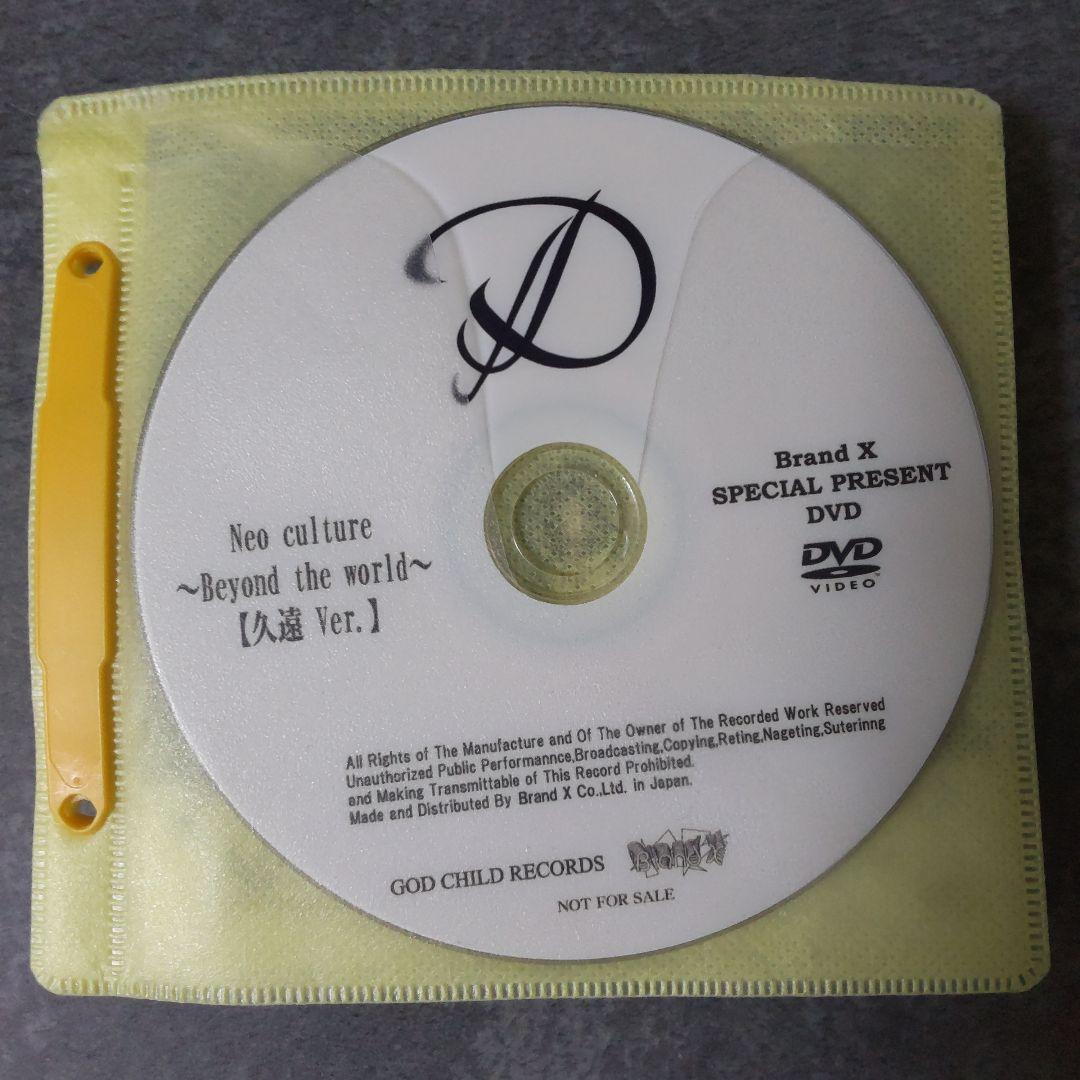 D
Brand X
SPECIAL PRESENT
DVD
DVD
VIDEO™
Neo culture
～Beyond the world～
【久遠 Ver.】
All Rights of The Manufacture and Of The Owner of The Recorded Work Reserved
Unauthorized Public Performannce,Broadcasting,Copying,Reting,Nageting,Suterinng
and Making Transmittable of This Record Prohibited.
Made and Distributed By Brand X Co.,Ltd. in Japan.
GOD CHILD RECORDS
Brand X
NOT FOR SALE